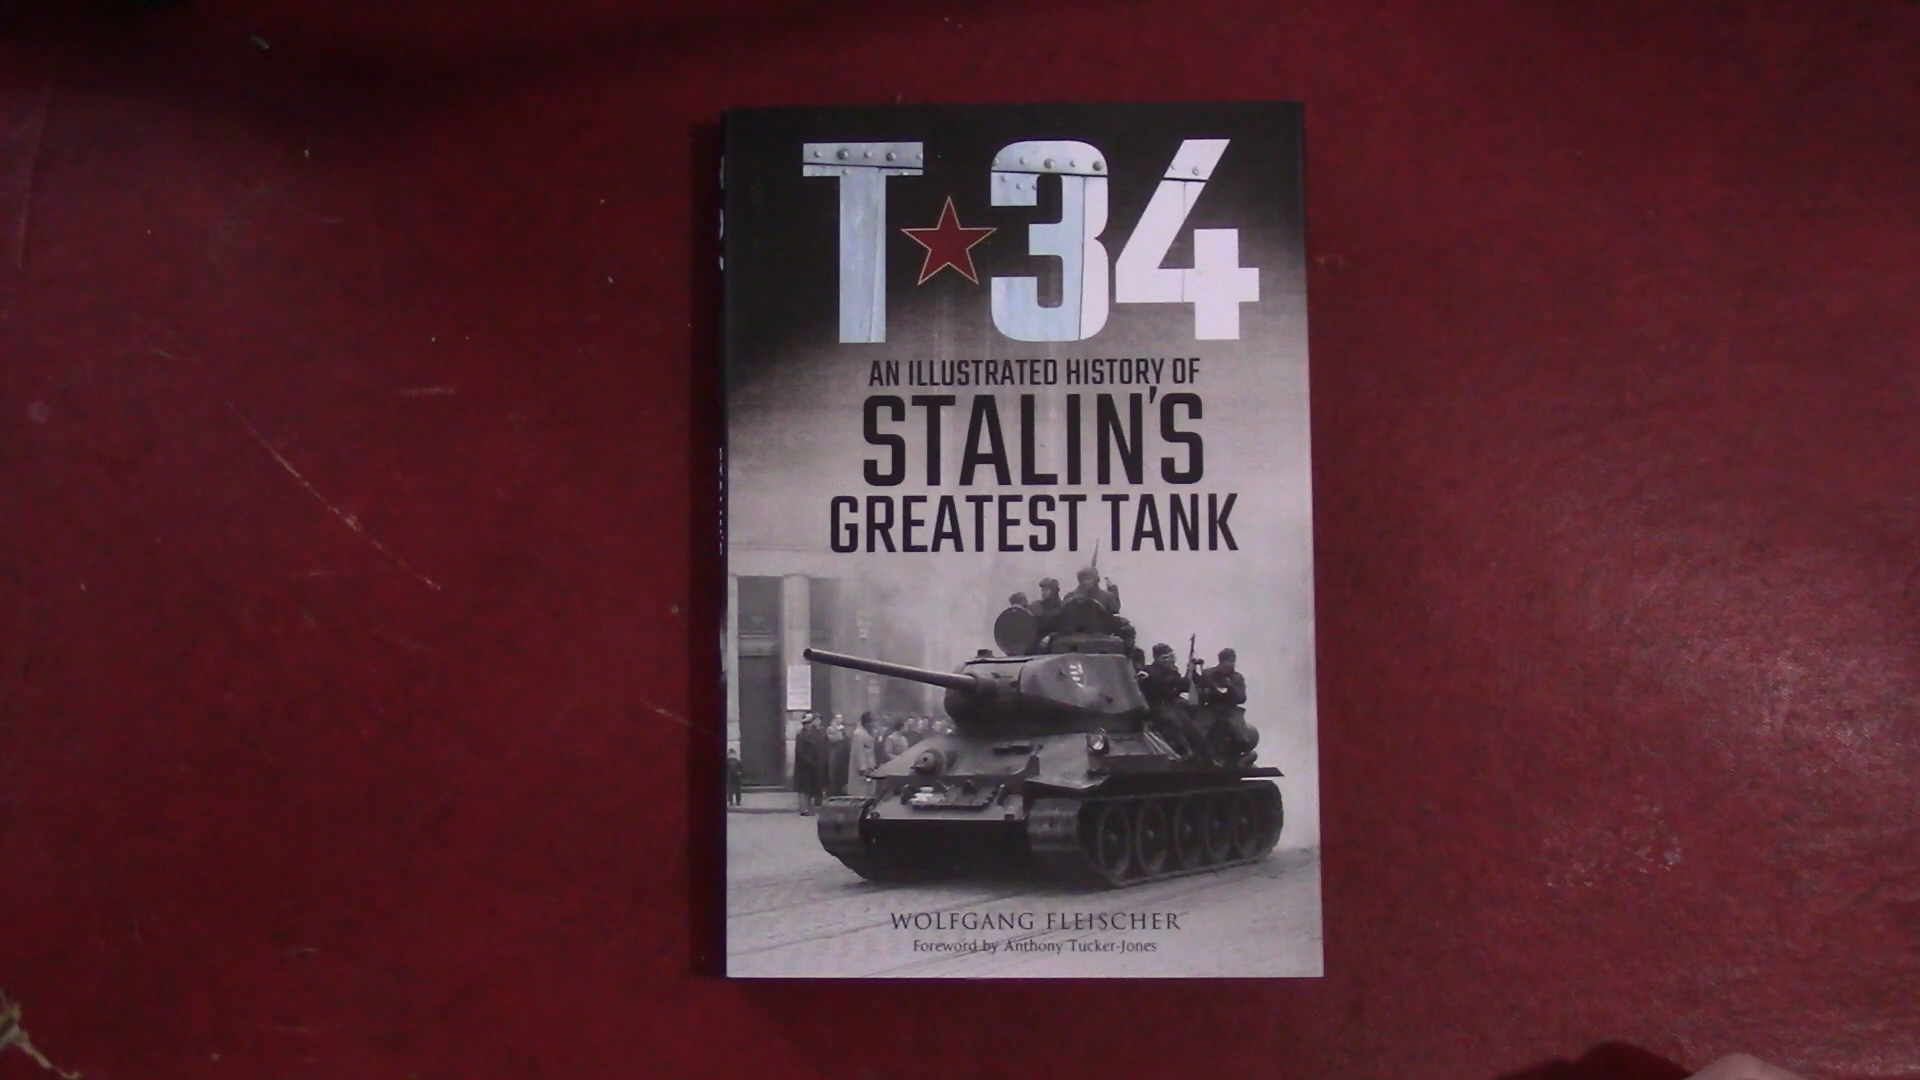 T★34
AN ILLUSTRATED HISTORY OF
STALIN'S
GREATEST TANK
WOLFGANG FLEISCHER
Foreword by Anthony Tucker-Jones